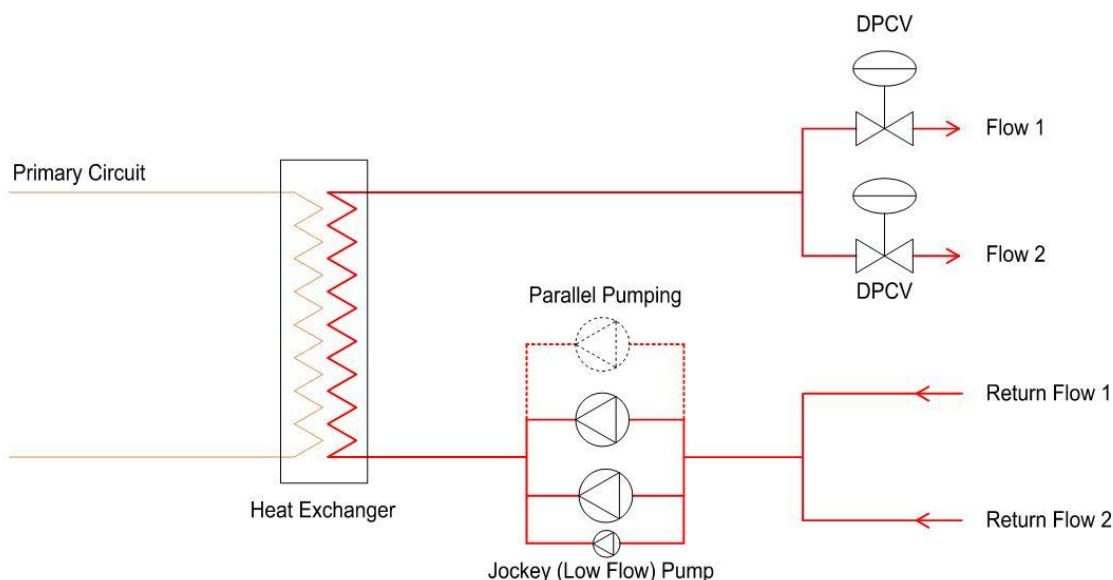 DPCV
Flow 1
Primary Circuit
Flow 2
DPCV
Parallel Pumping
Return Flow 1
Heat Exchanger
Return Flow 2
Jockey (Low Flow) Pump